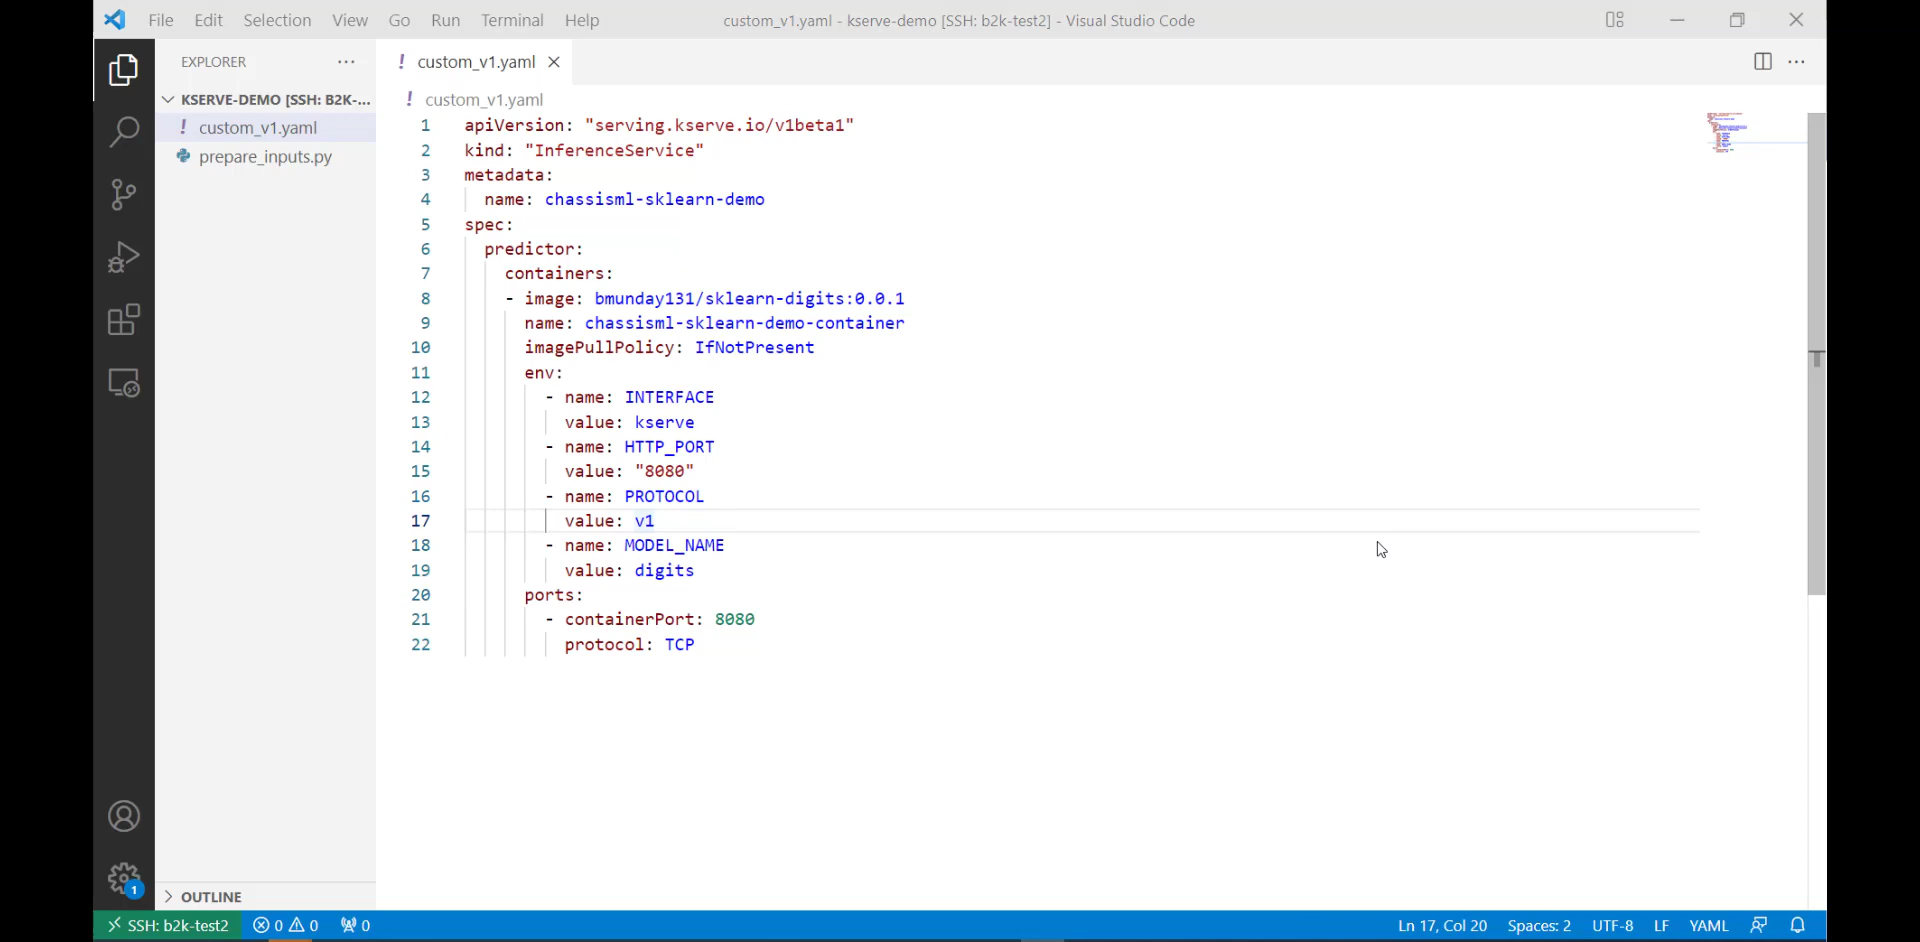 File Edit Selection View Go Run Terminal Help
custom_v1.yaml - kserve-demo [SSH: b2k-test2] - Visual Studio Code
EXPLORER ···
KSERVE-DEMO [SSH: B2K-...
! custom_v1.yaml
prepare_inputs.py
OUTLINE
! custom_v1.yaml
! custom_v1.yaml
1 apiVersion: "serving.kserve.io/v1beta1"
2 kind: "InferenceService"
3 metadata:
4 name: chassisml-sklearn-demo
5 spec:
6 predictor:
7 containers:
8 - image: bmunday131/sklearn-digits:0.0.1
9 name: chassisml-sklearn-demo-container
10 imagePullPolicy: IfNotPresent
11 env:
12 - name: INTERFACE
13 value: kserve
14 - name: HTTP_PORT
15 value: "8080"
16 - name: PROTOCOL
17 value: v1
18 - name: MODEL_NAME
19 value: digits
20 ports:
21 - containerPort: 8080
22 protocol: TCP
1
SSH: b2k-test2 0 0 0 Ln 17, Col 20 Spaces: 2 UTF-8 LF YAML